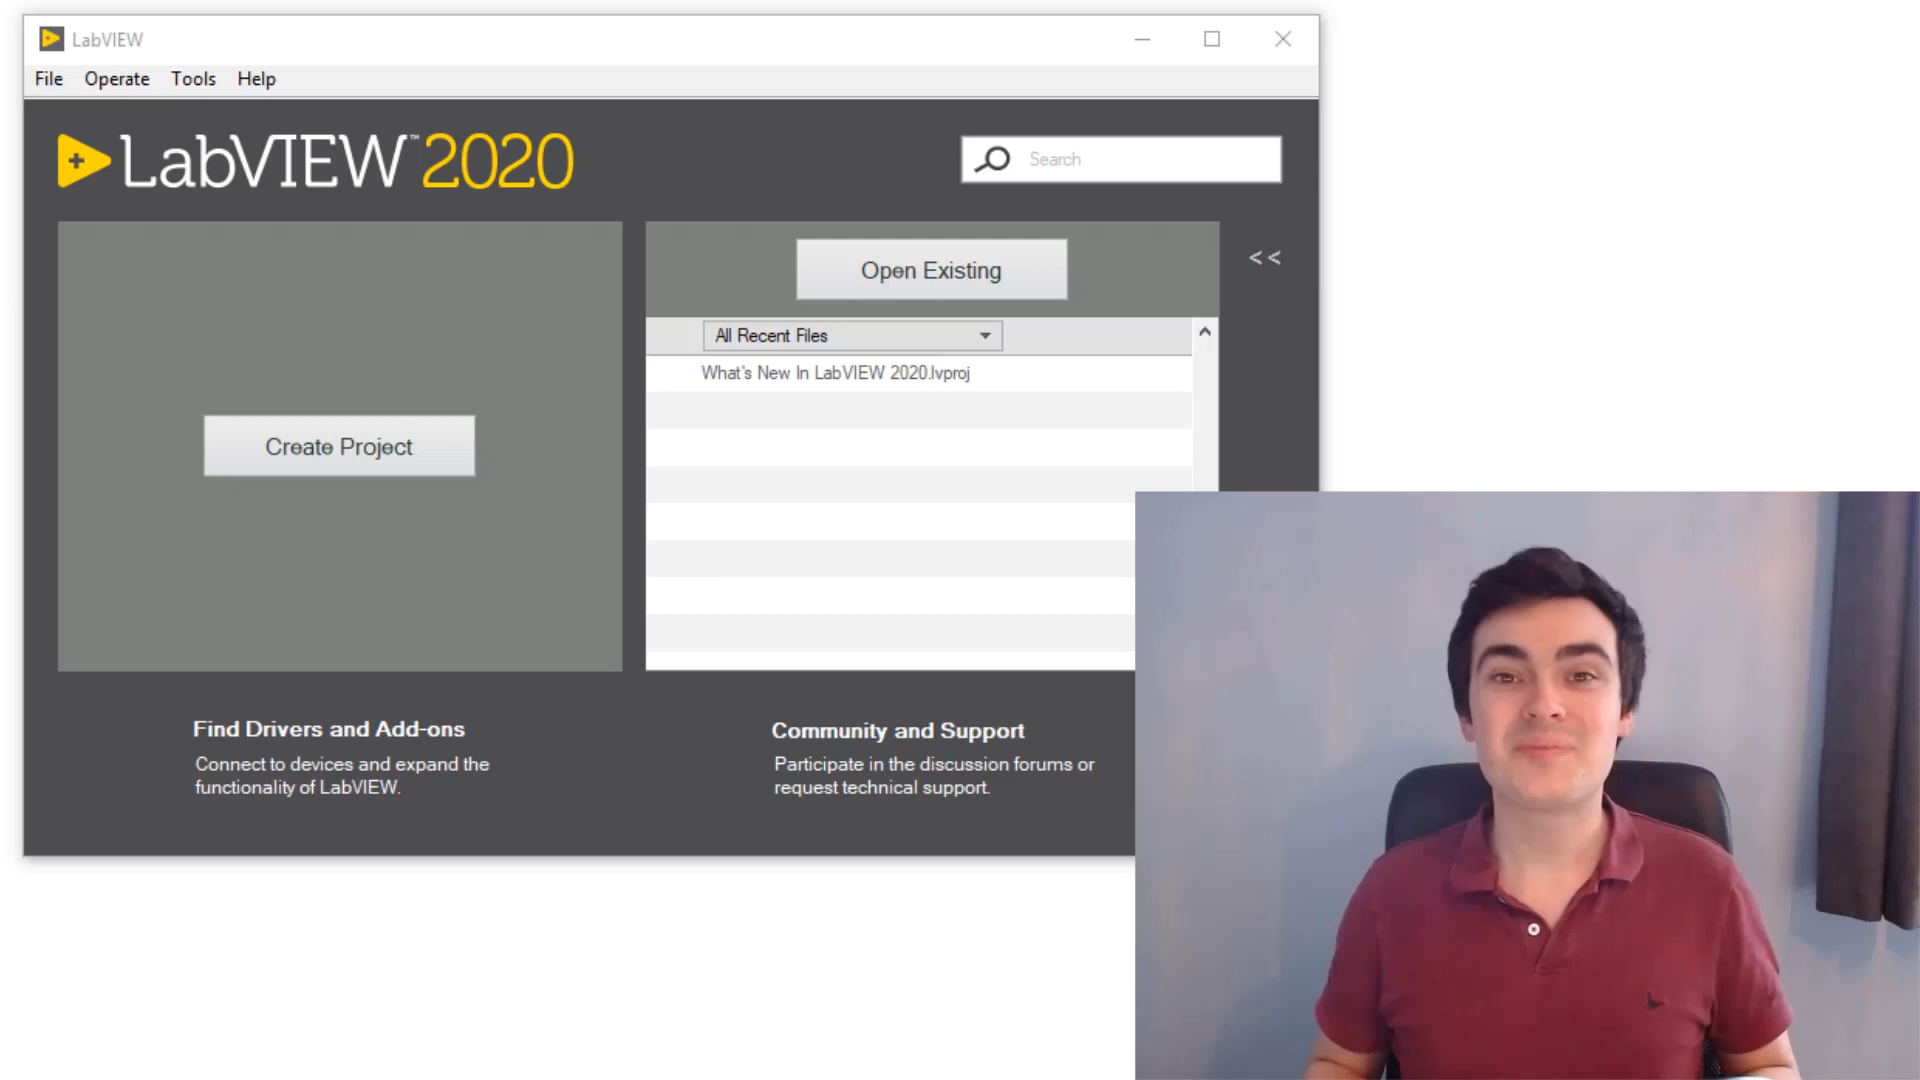 LabVIEW
File Operate Tools Help
LabVIEW™ 2020
Search
Open Existing
<<
All Recent Files
What's New In LabVIEW 2020.lvproj
Create Project
Find Drivers and Add-ons
Connect to devices and expand the
functionality of LabVIEW.
Community and Support
Participate in the discussion forums or
request technical support.